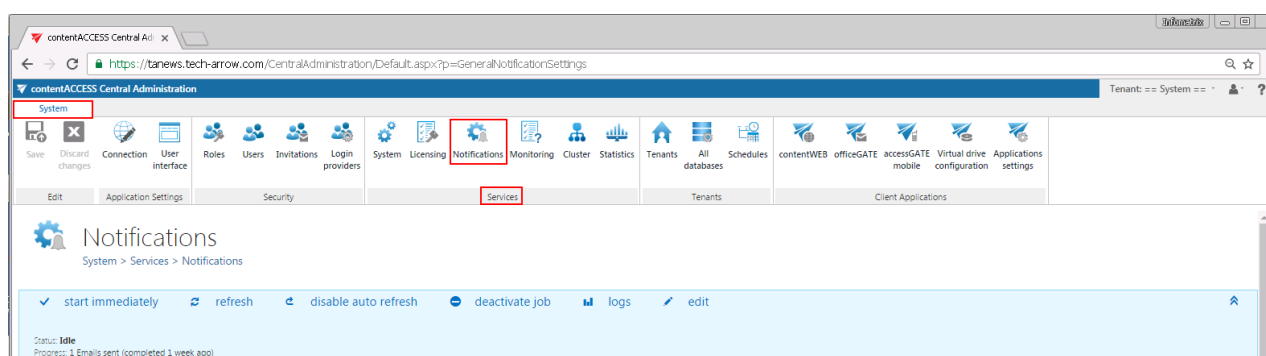 Infometrix
contentACCESS Central Ad
https://tanews.tech-arrow.com/CentralAdministration/Default.aspx?p=GeneralNotificationSettings
contentACCESS Central Administration
Tenant: == System ==
System
Save Discard changes Connection User interface Roles Users Invitations Login providers System Licensing Notifications Monitoring Cluster Statistics Tenants All databases Schedules contentWEB officeGATE accessGATE mobile Virtual drive configuration Applications settings
Edit Application Settings Security Services Tenants Client Applications
Notifications
System > Services > Notifications
start immediately refresh disable auto refresh deactivate job logs edit
Status: Idle
Progress: 1 Emails sent (completed 1 week ago)